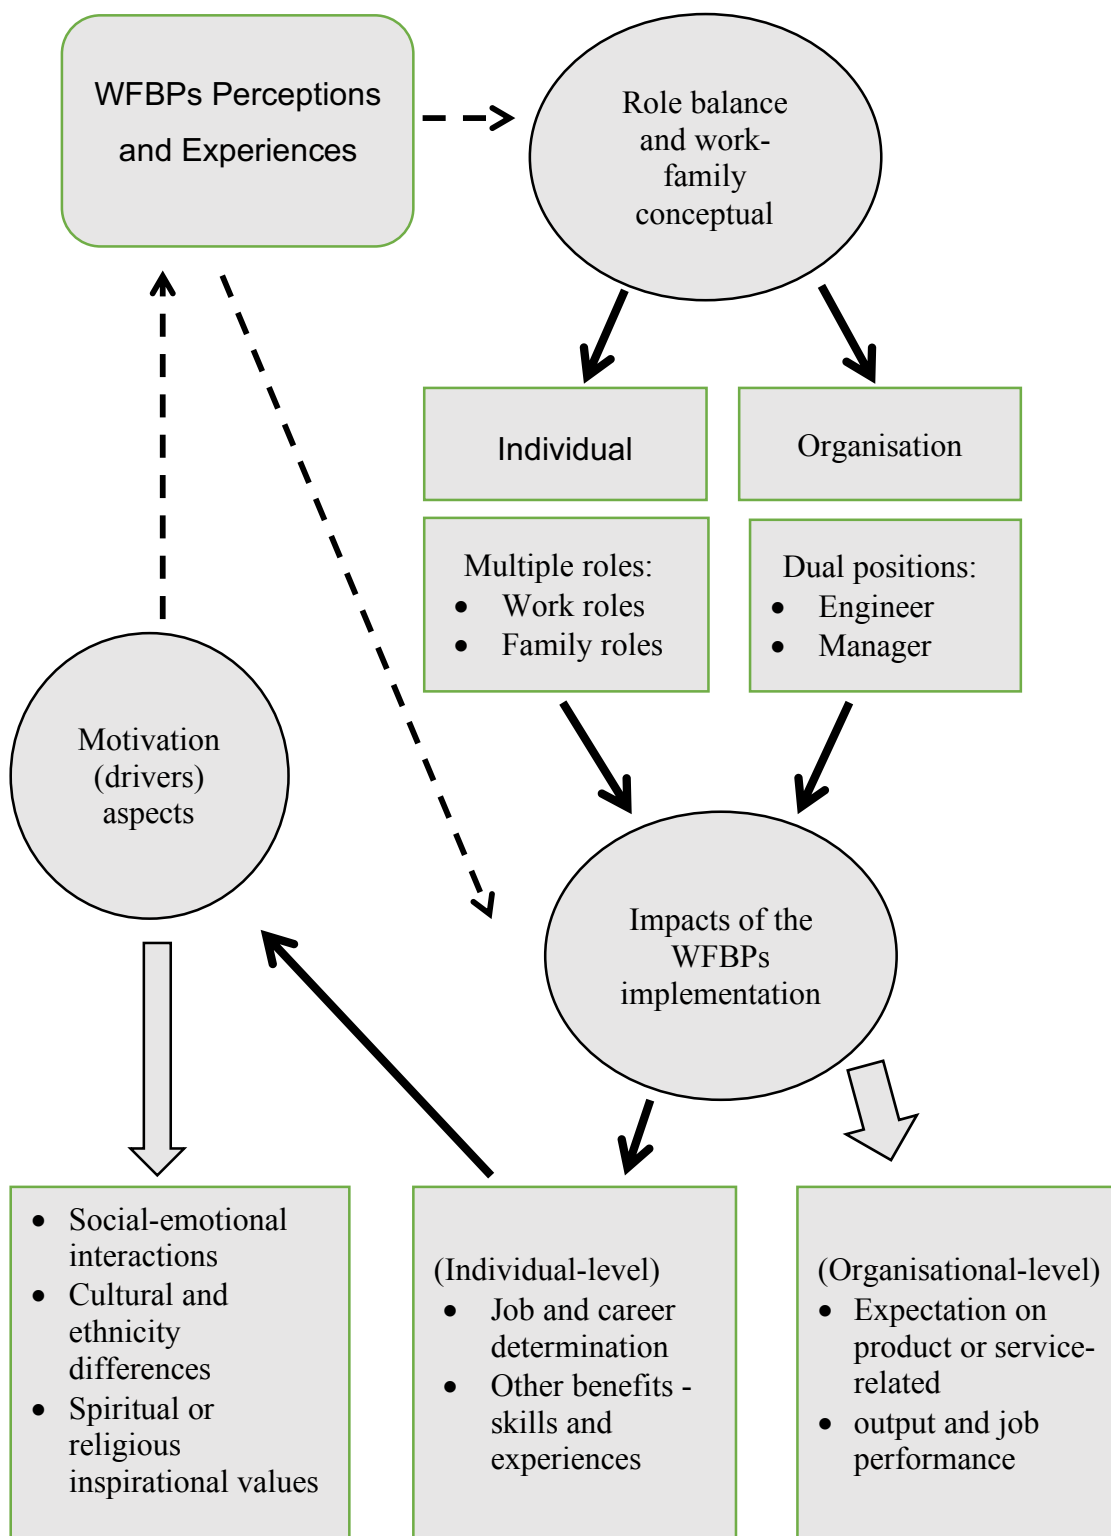 WFBPs Perceptions
and Experiences
Role balance
and work-
family
conceptual
Individual
Organisation
Multiple roles:
• Work roles
• Family roles
Dual positions:
• Engineer
• Manager
Motivation
(drivers)
aspects
Impacts of the
WFBPs
implementation
• Social-emotional
interactions
• Cultural and
ethnicity
differences
• Spiritual or
religious
inspirational values
(Individual-level)
• Job and career
determination
• Other benefits -
skills and
experiences
(Organisational-level)
• Expectation on
product or service-
related
• output and job
performance